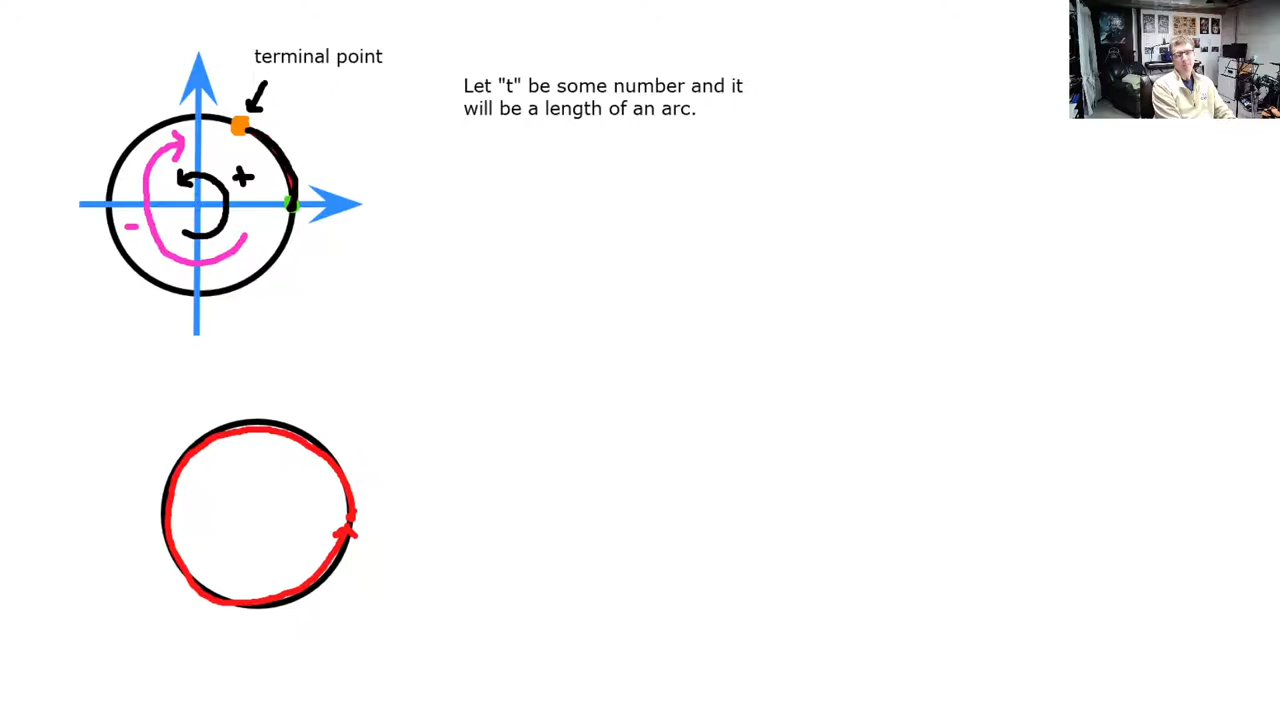 terminal point
Let "t" be some number and it
will be a length of an arc.
+
-